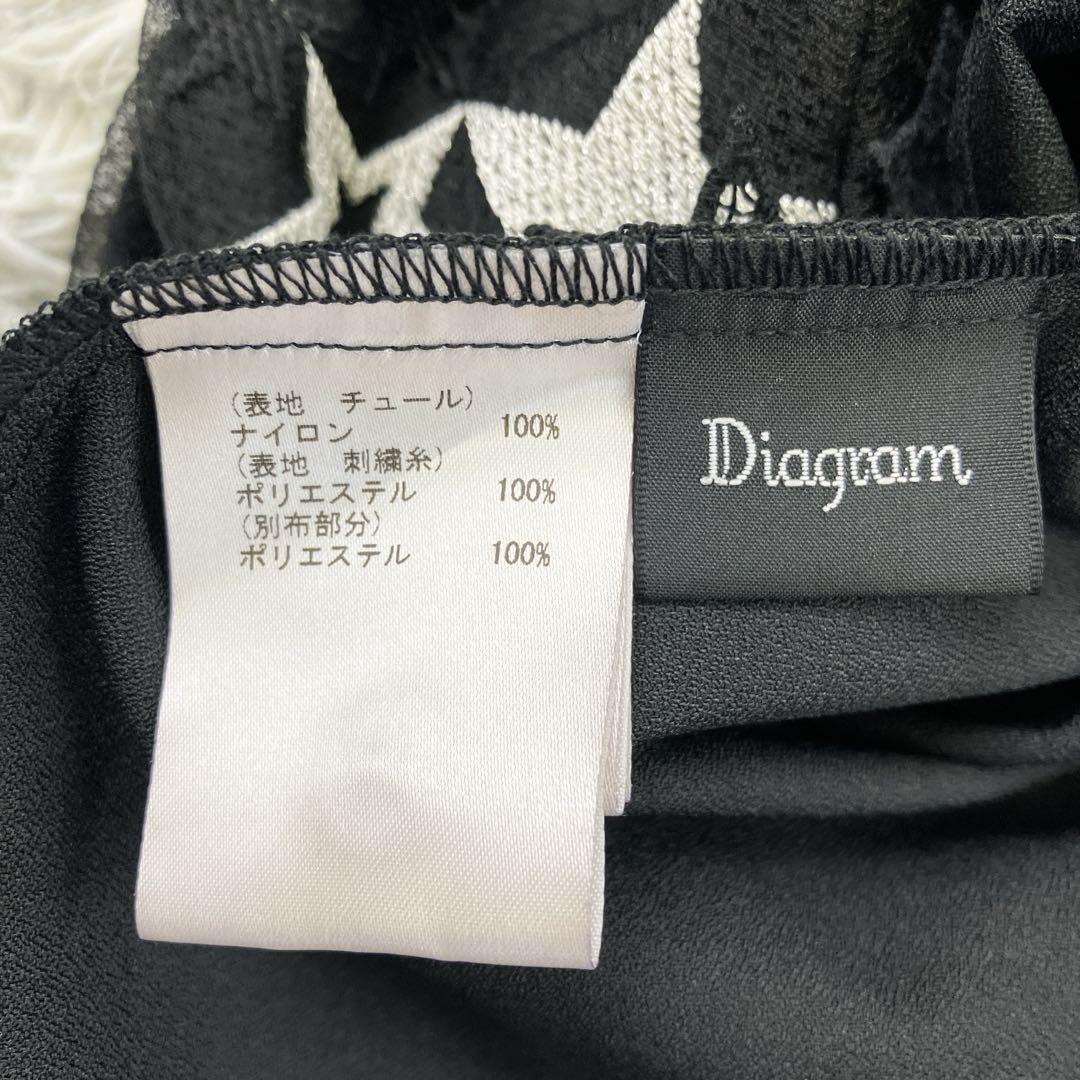 (表地　チュール)
ナイロン 100%
(表地　刺繍糸)
ポリエステル 100%
(別布部分)
ポリエステル 100%
Diagram